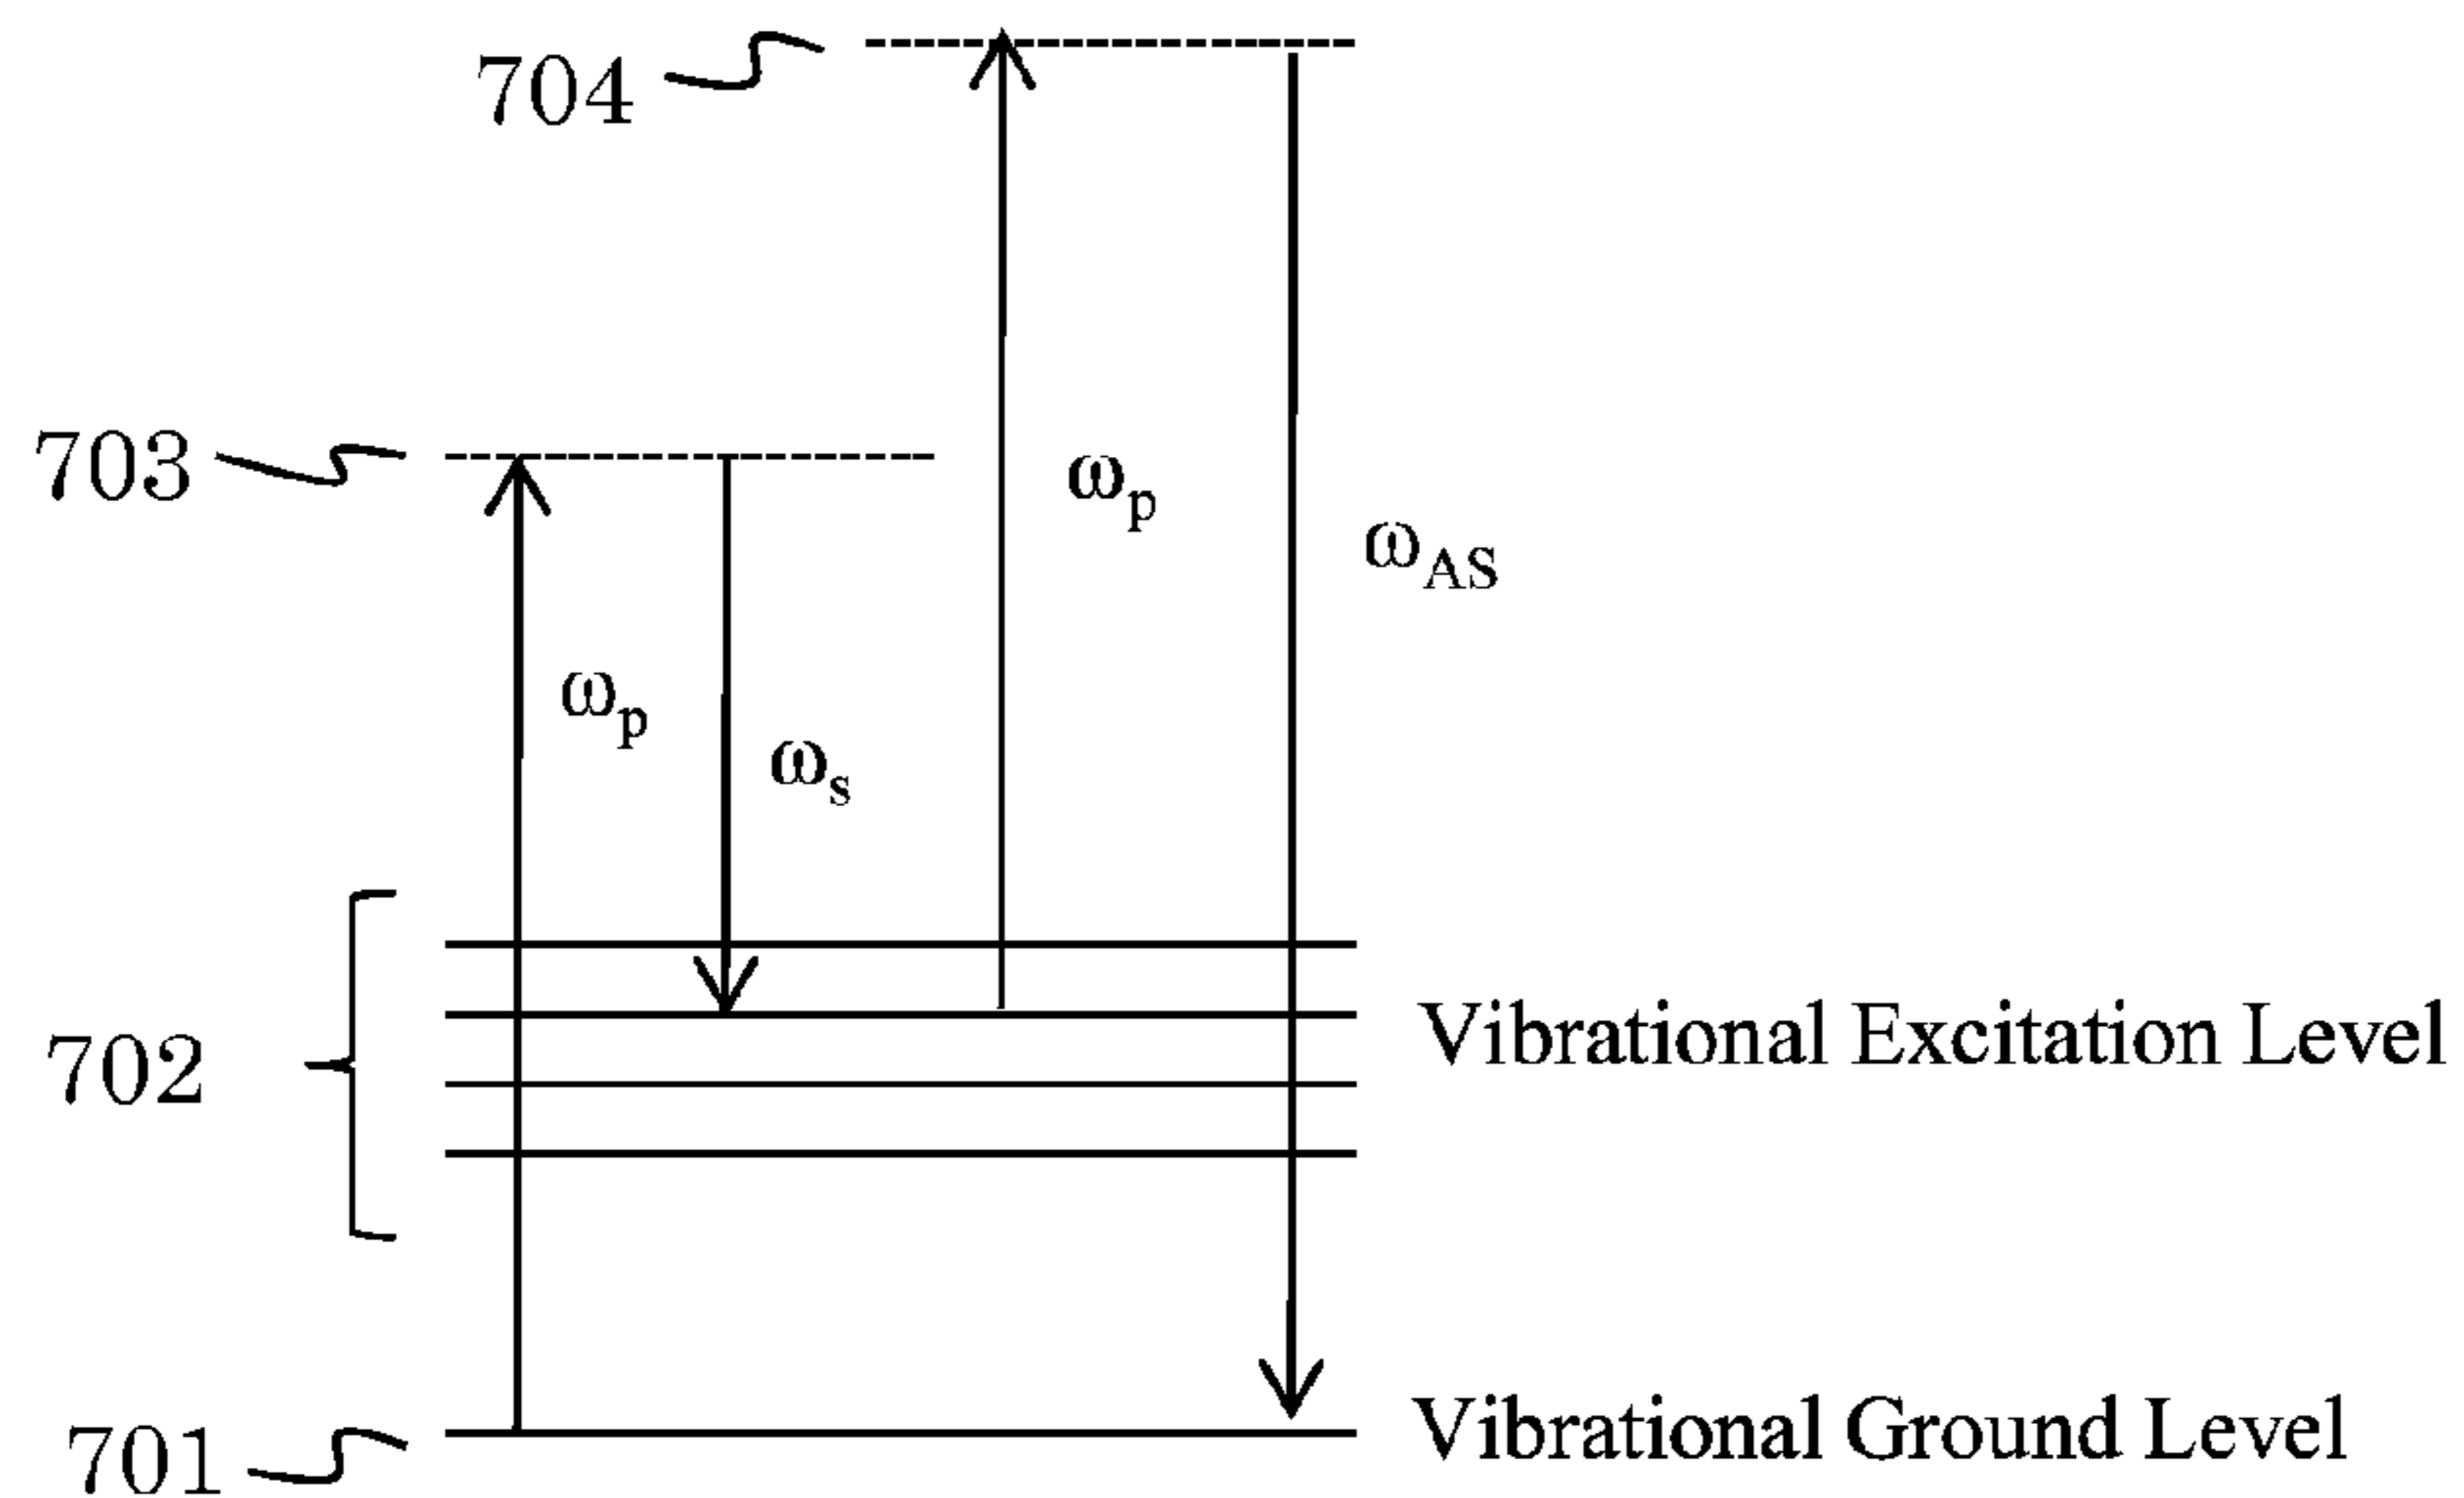 704
703
ωp
ωAS
ωp
ωs
702
Vibrational Excitation Level
701
Vibrational Ground Level